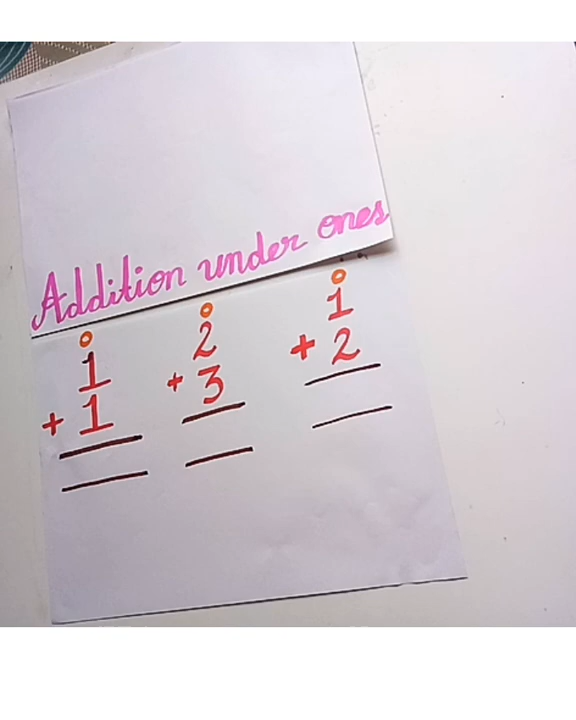 Addition under ones
o o o
1 2 1
+ 1 + 3 + 2